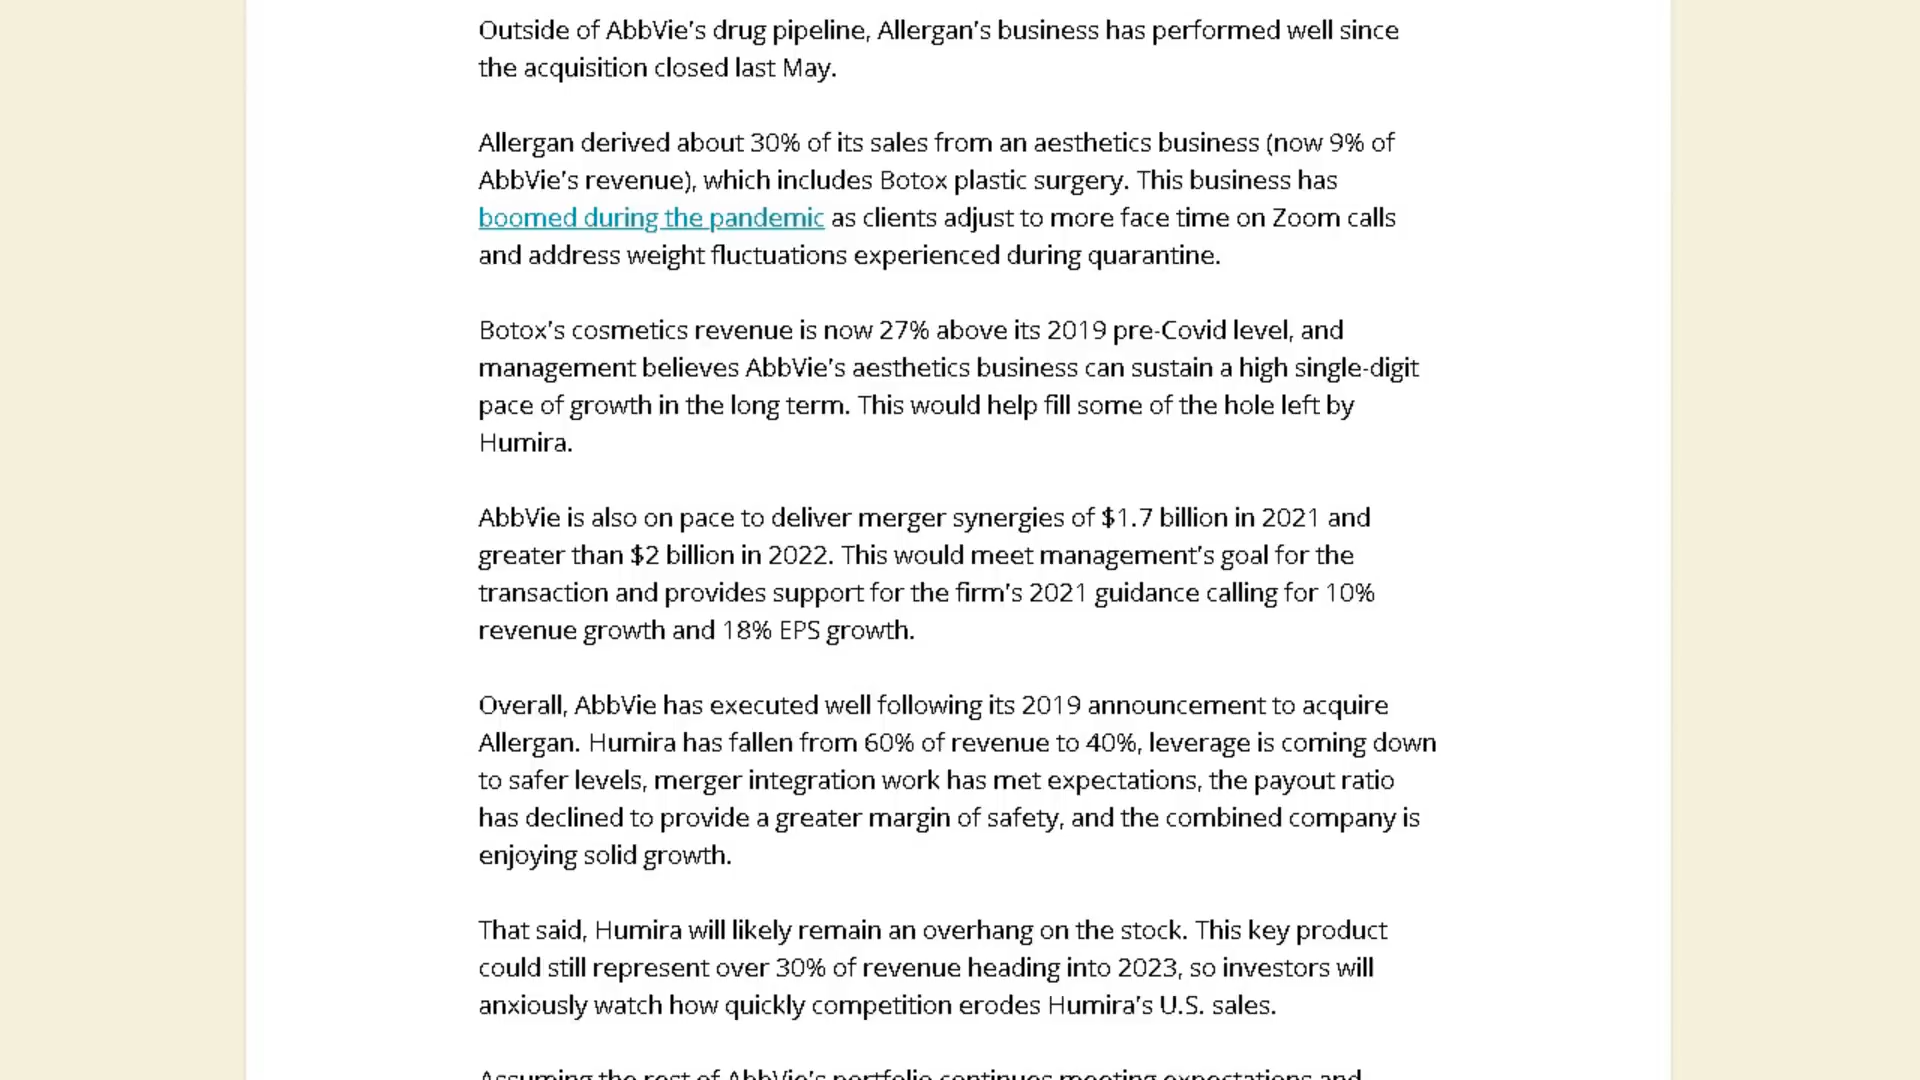 Outside of AbbVie's drug pipeline, Allergan's business has performed well since
the acquisition closed last May.
Allergan derived about 30% of its sales from an aesthetics business (now 9% of
AbbVie's revenue), which includes Botox plastic surgery. This business has
boomed during the pandemic as clients adjust to more face time on Zoom calls
and address weight fluctuations experienced during quarantine.
Botox's cosmetics revenue is now 27% above its 2019 pre-Covid level, and
management believes AbbVie's aesthetics business can sustain a high single-digit
pace of growth in the long term. This would help fill some of the hole left by
Humira.
AbbVie is also on pace to deliver merger synergies of $1.7 billion in 2021 and
greater than $2 billion in 2022. This would meet management's goal for the
transaction and provides support for the firm's 2021 guidance calling for 10%
revenue growth and 18% EPS growth.
Overall, AbbVie has executed well following its 2019 announcement to acquire
Allergan. Humira has fallen from 60% of revenue to 40%, leverage is coming down
to safer levels, merger integration work has met expectations, the payout ratio
has declined to provide a greater margin of safety, and the combined company is
enjoying solid growth.
That said, Humira will likely remain an overhang on the stock. This key product
could still represent over 30% of revenue heading into 2023, so investors will
anxiously watch how quickly competition erodes Humira's U.S. sales.
Assuming the rest of AbbVie's portfolio continues meeting expectations and